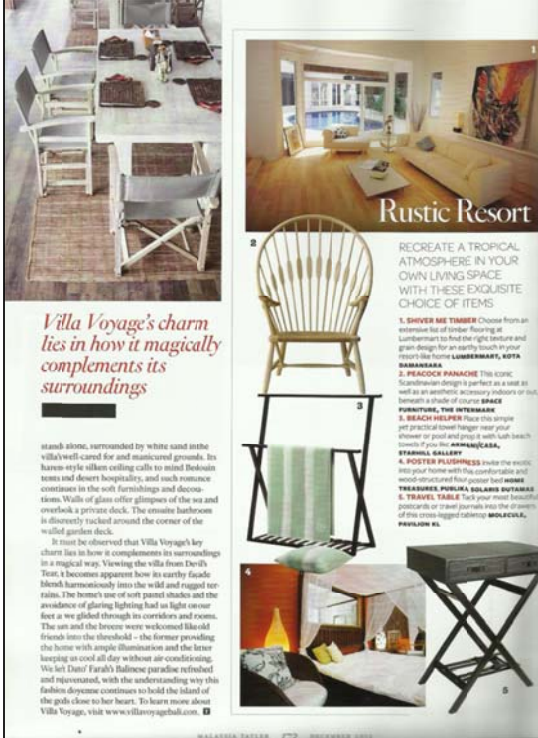 Villa Voyage's charm
lies in how it magically
complements its
surroundings
stands alone, surrounded by white sand in the
villa's well-cared for and manicured grounds. Its
harem-style silken ceiling calls to mind Bedouin
tents and desert hospitality, and such romance
continues in the soft furnishings and decora-
tions. Walls of glass offer glimpses of the sea and
overlook a private deck. The ensuite bathroom
is discreetly tucked around the corner of the
walled garden deck.
It must be observed that Villa Voyage's key
charm lies in how it complements its surroundings
in a magical way. Viewing the villa from Devil's
Tear, it becomes apparent how its earthy façade
blends harmoniously into the wild and rugged ter-
rains. The home's use of soft pastel shades and the
avoidance of glaring lighting had us light on our
feet as we glided through its corridors and rooms.
The sun and the breeze were welcomed like old
friends into the threshold – the former providing
the home with ample illumination and the latter
keeping us cool all day without air-conditioning.
We left Dato' Farah's Balinese paradise refreshed
and rejuvenated, with the understanding why this
fashion doyenne continues to hold the island of
the gods close to her heart. To learn more about
Villa Voyage, visit www.villavoyagebali.com.
1
Rustic Resort
2
RECREATE A TROPICAL
ATMOSPHERE IN YOUR
OWN LIVING SPACE
WITH THESE EXQUISITE
CHOICE OF ITEMS
1. SHIVER ME TIMBER Choose from an
extensive list of timber flooring at
Lumbermart to find the right texture and
grain design for an earthy touch in your
resort-like home LUMBERMART, KOTA
DAMANSARA
2. PEACOCK PANACHE This iconic
Scandinavian design is perfect as a seat as
well as an aesthetic accessory indoors or out,
beneath a shade of course SPACE
FURNITURE, THE INTERMARK
3. BEACH HELPER Place this simple
yet practical towel hanger near your
shower or pool and prop it with lush beach
towels if you like ARMANI/CASA,
STARHILL GALLERY
4. POSTER PLUSHNESS Invite the exotic
into your home with this comfortable and
wood-structured four poster bed HOME
TREASURES, PUBLIKA SOLARIS DUTAMAS
5. TRAVEL TABLE Tuck your most beautiful
postcards or travel journals into the drawers
of this cross-legged tabletop MOLECULE,
PAVILION KL
3
4
5
MALAYSIA TATLER DECEMBER